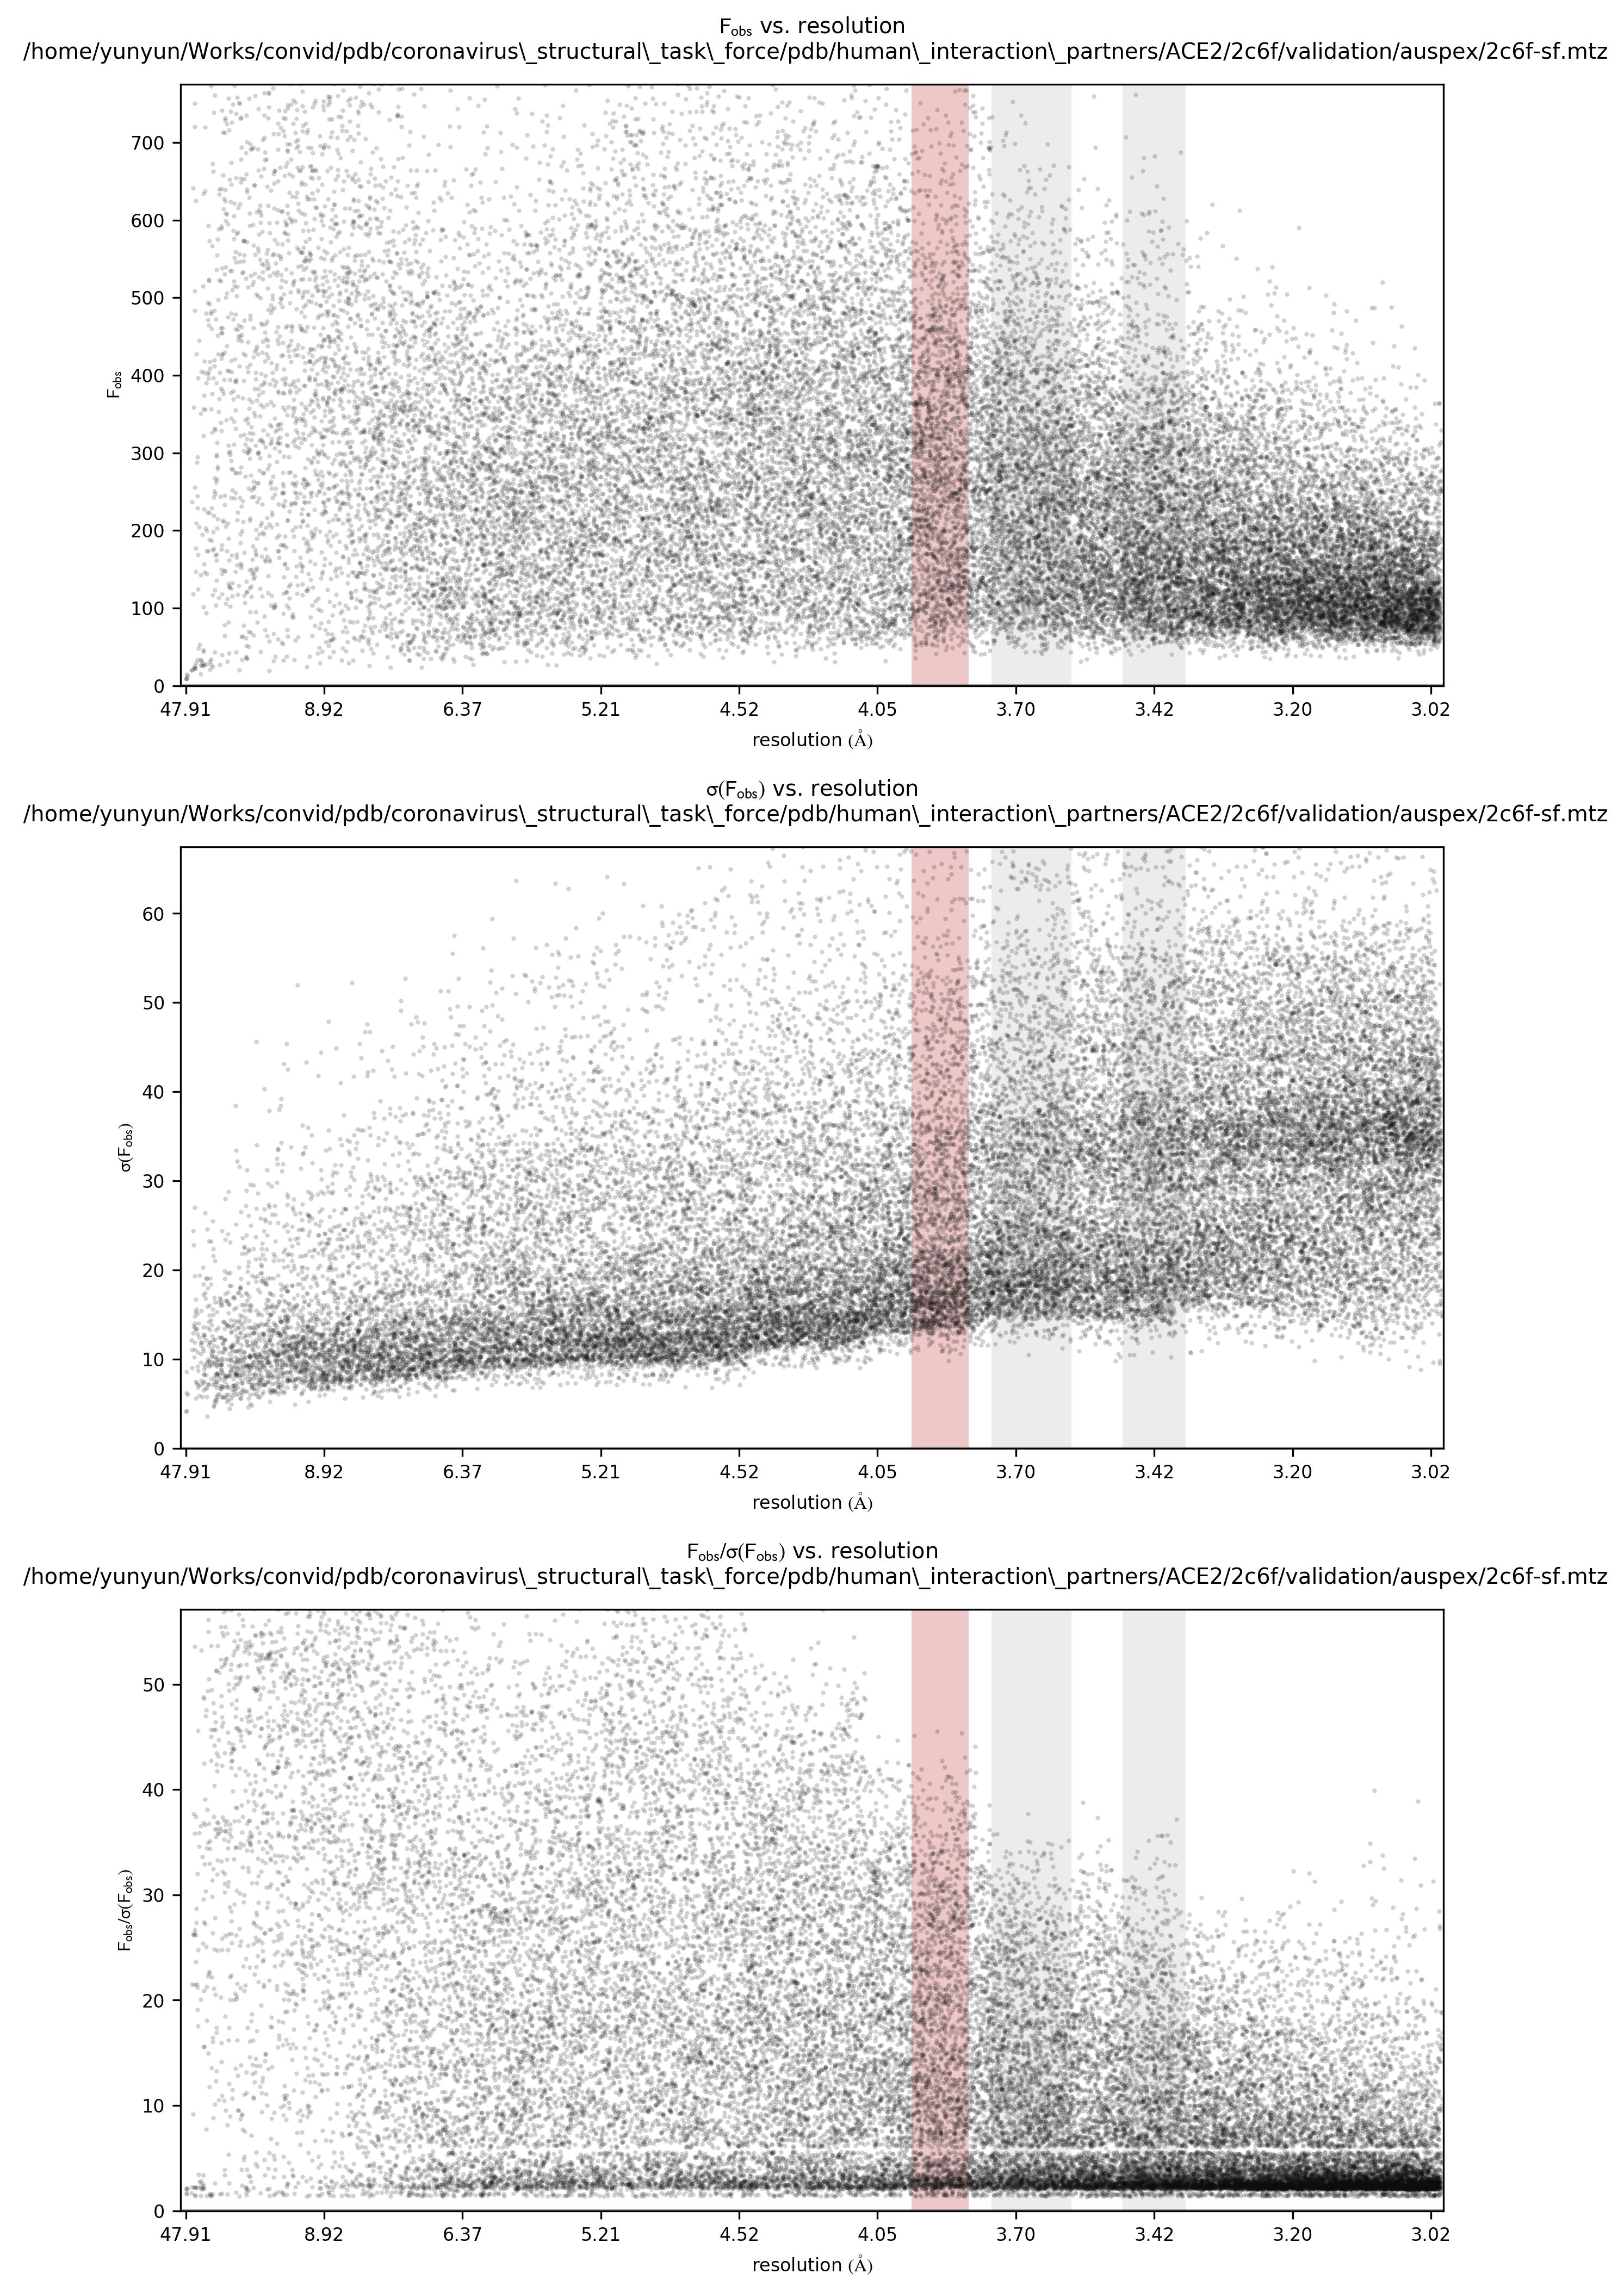 Fobs vs. resolution
/home/yunyun/Works/convid/pdb/coronavirus\_structural\_task\_force/pdb/human\_interaction\_partners/ACE2/2c6f/validation/auspex/2c6f-sf.mtz
700
600
500
400
300
200
100
0
Fobs
47.91 8.92 6.37 5.21 4.52 4.05 3.70 3.42 3.20 3.02
resolution (Å)
σ(Fobs) vs. resolution
/home/yunyun/Works/convid/pdb/coronavirus\_structural\_task\_force/pdb/human\_interaction\_partners/ACE2/2c6f/validation/auspex/2c6f-sf.mtz
60
50
40
30
20
10
0
σ(Fobs)
47.91 8.92 6.37 5.21 4.52 4.05 3.70 3.42 3.20 3.02
resolution (Å)
Fobs/σ(Fobs) vs. resolution
/home/yunyun/Works/convid/pdb/coronavirus\_structural\_task\_force/pdb/human\_interaction\_partners/ACE2/2c6f/validation/auspex/2c6f-sf.mtz
50
40
30
20
10
0
Fobs/σ(Fobs)
47.91 8.92 6.37 5.21 4.52 4.05 3.70 3.42 3.20 3.02
resolution (Å)